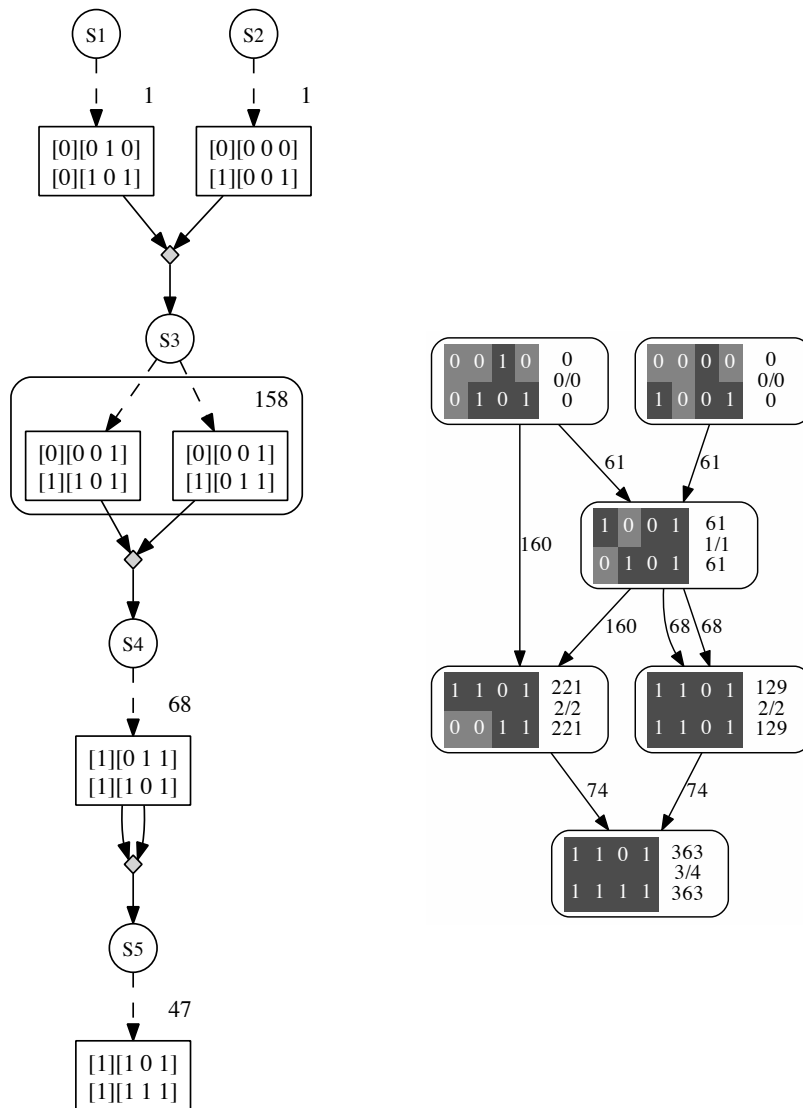 S1
S2
1
1
[0][0 1 0]
[0][1 0 1]
[0][0 0 0]
[1][0 0 1]
S3
158
[0][0 0 1]
[1][1 0 1]
[0][0 0 1]
[1][0 1 1]
S4
68
[1][0 1 1]
[1][1 0 1]
S5
47
[1][1 0 1]
[1][1 1 1]
0 0 1 0
0 1 0 1
0
0/0
0
0 0 0 0
1 0 0 1
0
0/0
0
61
61
160
1 0 0 1
0 1 0 1
61
1/1
61
160
68
68
1 1 0 1
0 0 1 1
221
2/2
221
1 1 0 1
1 1 0 1
129
2/2
129
74
74
1 1 0 1
1 1 1 1
363
3/4
363